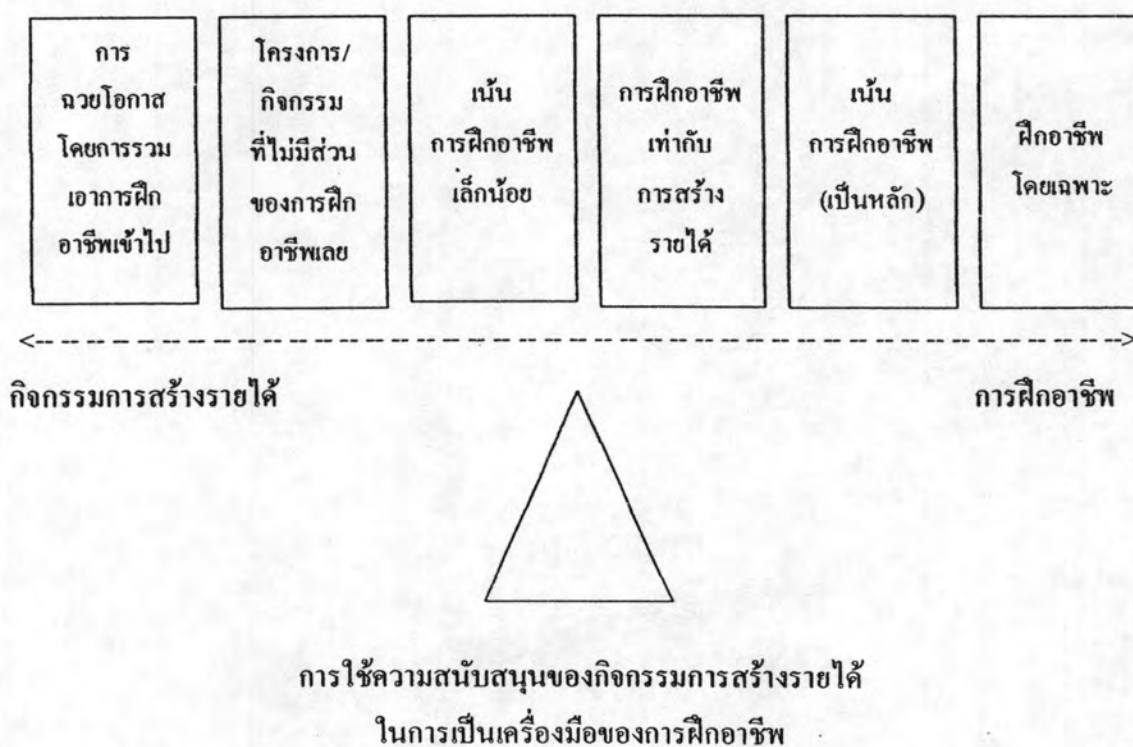 การ
ฉวยโอกาส
โดยการรวม
เอาการฝึก
อาชีพเข้าไป
โครงการ/
กิจกรรม
ที่ไม่มีส่วน
ของการฝึก
อาชีพเลย
เน้น
การฝึกอาชีพ
เล็กน้อย
การฝึกอาชีพ
เท่ากับ
การสร้าง
รายได้
เน้น
การฝึกอาชีพ
(เป็นหลัก)
ฝึกอาชีพ
โดยเฉพาะ
กิจกรรมการสร้างรายได้
การฝึกอาชีพ
การใช้ความสนับสนุนของกิจกรรมการสร้างรายได้
ในการเป็นเครื่องมือของการฝึกอาชีพ